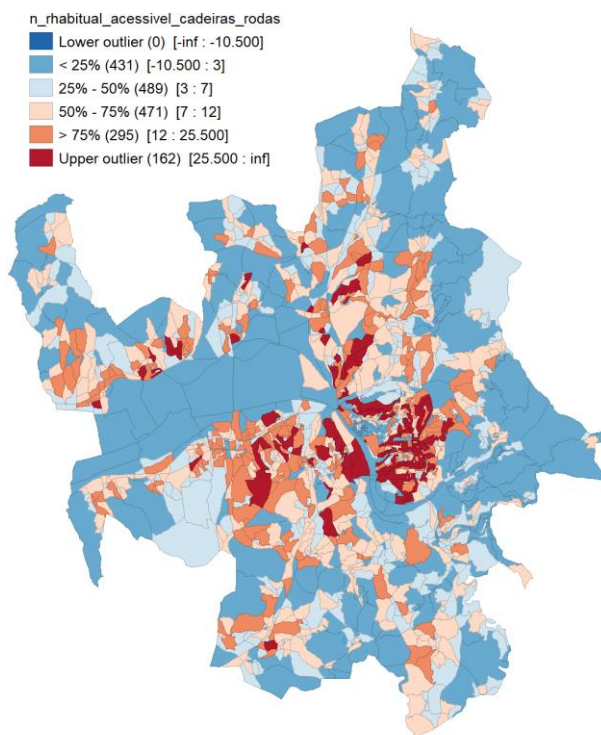 n_rhabitual_acessivel_cadeiras_rodas
Lower outlier (0) [-inf : -10.500]
< 25% (431) [-10.500 : 3]
25% - 50% (489) [3 : 7]
50% - 75% (471) [7 : 12]
> 75% (295) [12 : 25.500]
Upper outlier (162) [25.500 : inf]